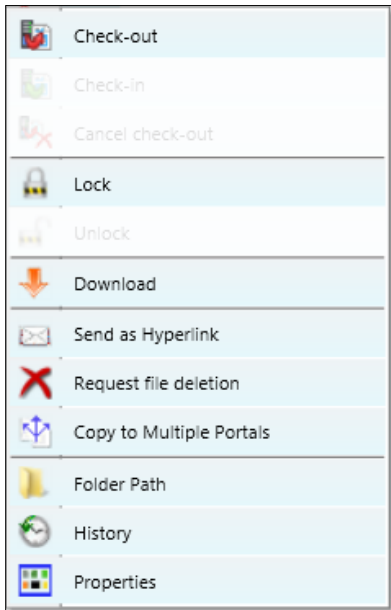 Check-out
Check-in
Cancel check-out
Lock
Unlock
Download
Send as Hyperlink
Request file deletion
Copy to Multiple Portals
Folder Path
History
Properties